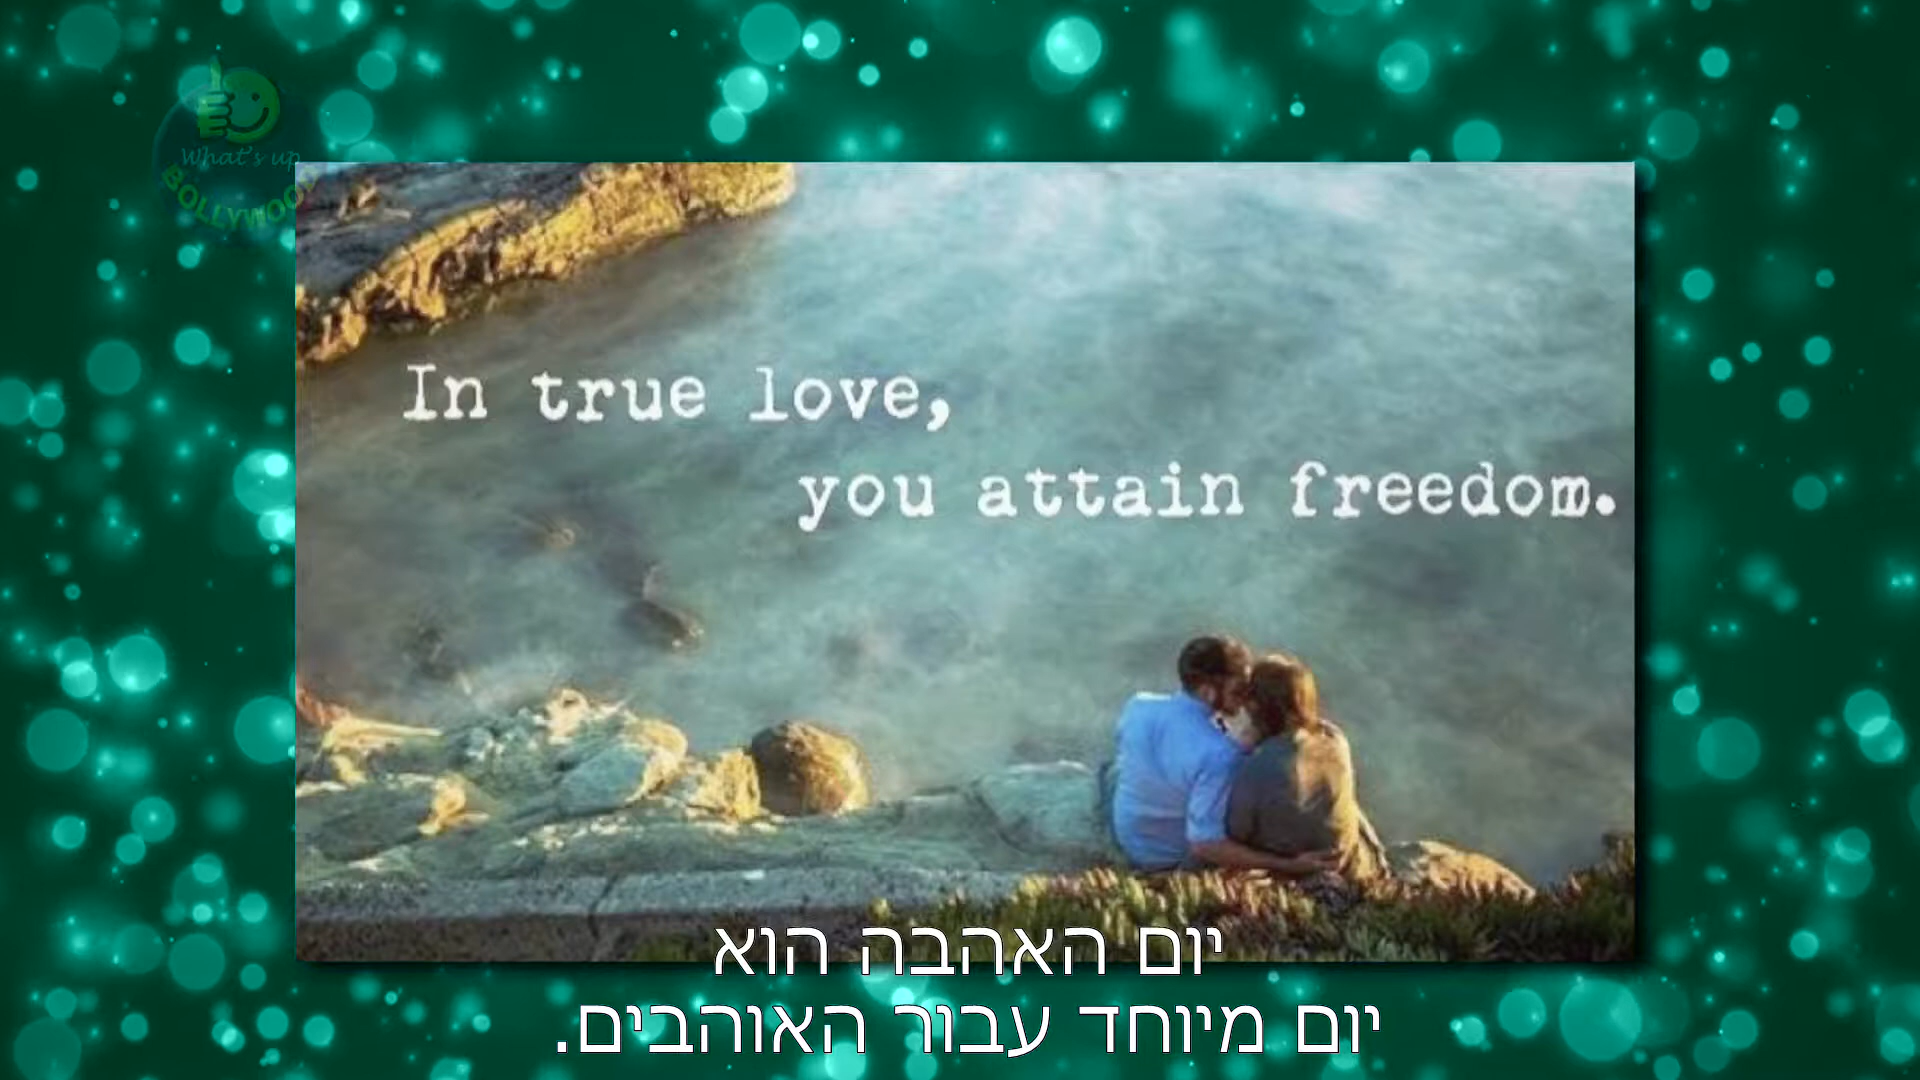 What's up
BOLLYWOOD
In true love,
you attain freedom.
יום האהבה הוא
יום מיוחד עבור האוהבים.